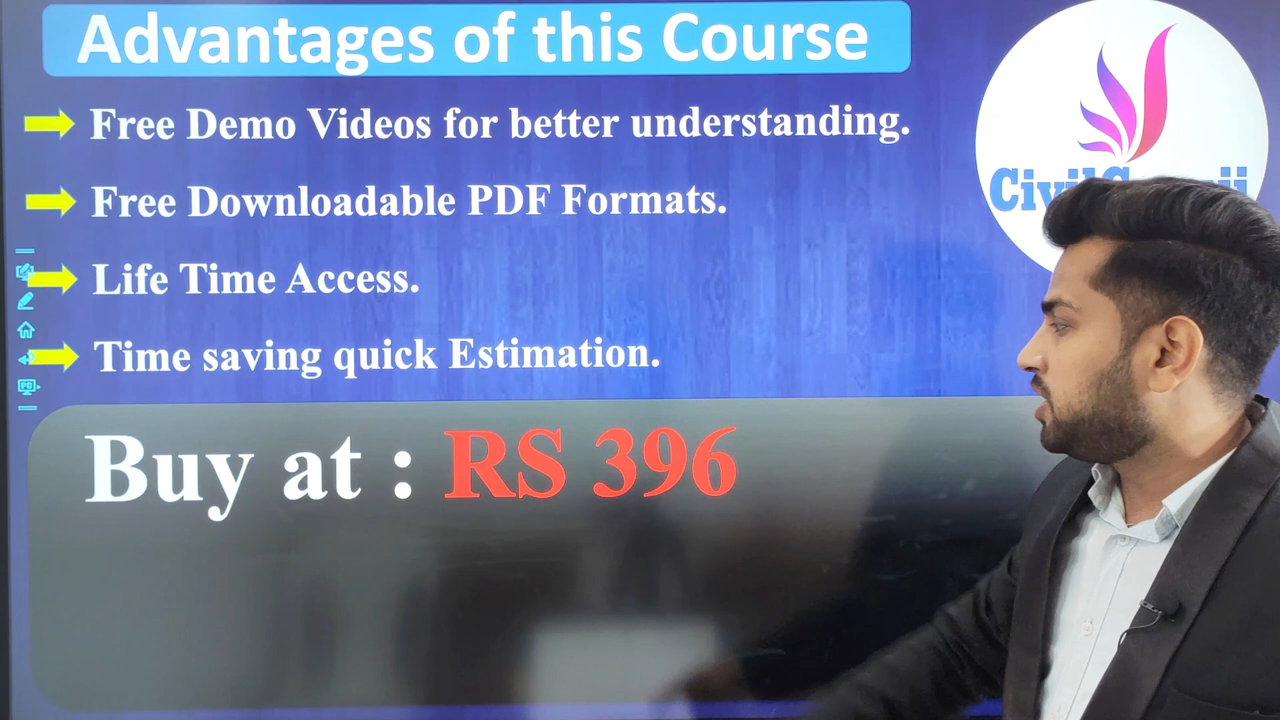 Advantages of this Course
Free Demo Videos for better understanding.
Free Downloadable PDF Formats.
Life Time Access.
Time saving quick Estimation.
Buy at : RS 396